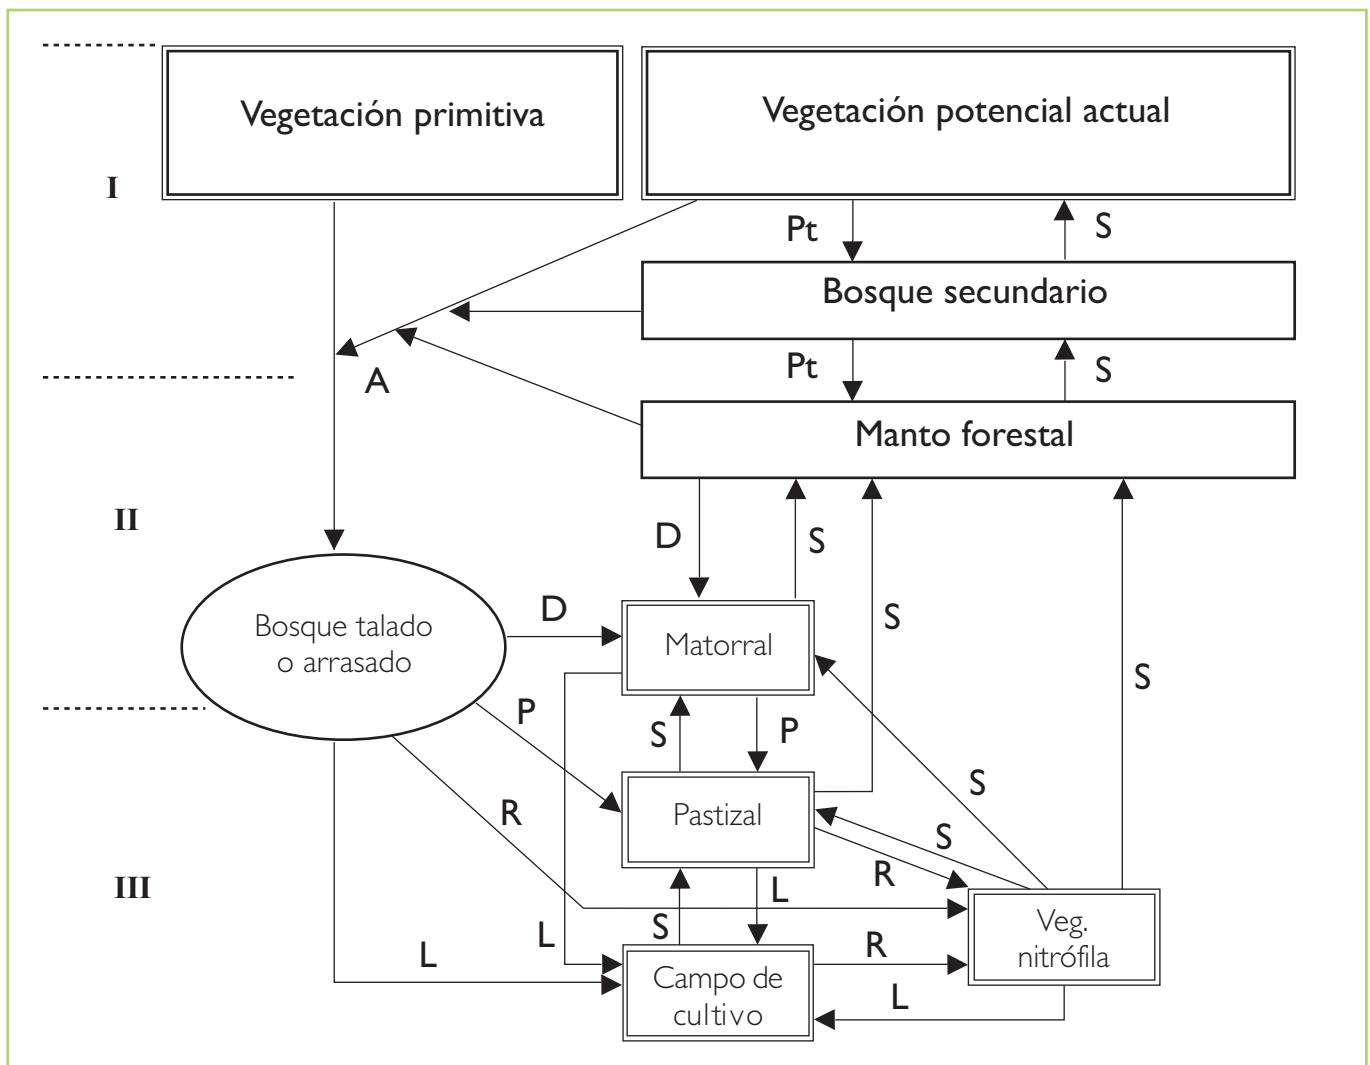 Vegetación primitiva
Vegetación potencial actual
I
Pt
S
Bosque secundario
Pt
S
A
Manto forestal
II
D
S
D
S
Bosque talado
o arrasado
Matorral
S
P
S
P
S
R
Pastizal
S
R
III
L
S
L
L
R
Veg.
nitrófila
Campo de
cultivo
L